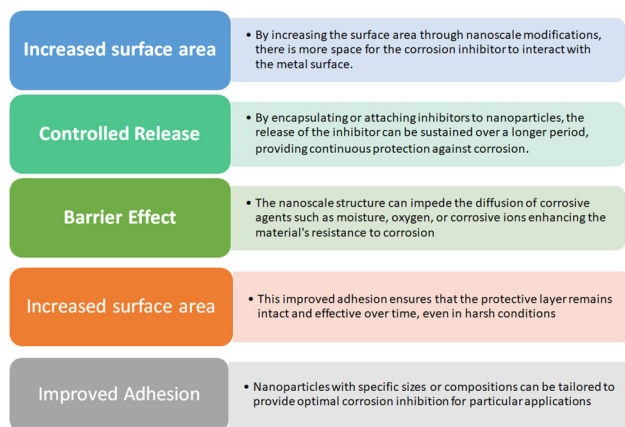 Increased surface area
• By increasing the surface area through nanoscale modifications,
there is more space for the corrosion inhibitor to interact with
the metal surface.
Controlled Release
• By encapsulating or attaching inhibitors to nanoparticles, the
release of the inhibitor can be sustained over a longer period,
providing continuous protection against corrosion.
Barrier Effect
• The nanoscale structure can impede the diffusion of corrosive
agents such as moisture, oxygen, or corrosive ions enhancing the
material's resistance to corrosion
Increased surface area
• This improved adhesion ensures that the protective layer remains
intact and effective over time, even in harsh conditions
Improved Adhesion
• Nanoparticles with specific sizes or compositions can be tailored to
provide optimal corrosion inhibition for particular applications